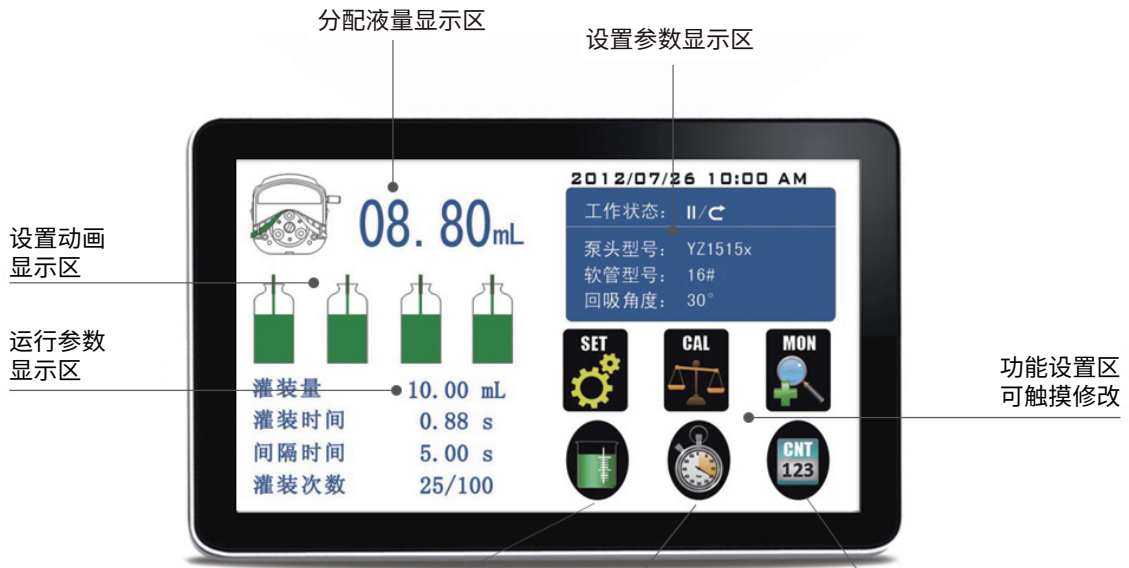 分配液量显示区
设置参数显示区
2012/07/26 10:00 AM
08.80mL
工作状态： II/
泵头型号： YZ1515x
软管型号： 16#
回吸角度： 30°
设置动画
显示区
运行参数
显示区
SET
CAL
MON
功能设置区
可触摸修改
灌装量 10.00 mL
灌装时间 0.88 s
间隔时间 5.00 s
灌装次数 25/100
CNT
123